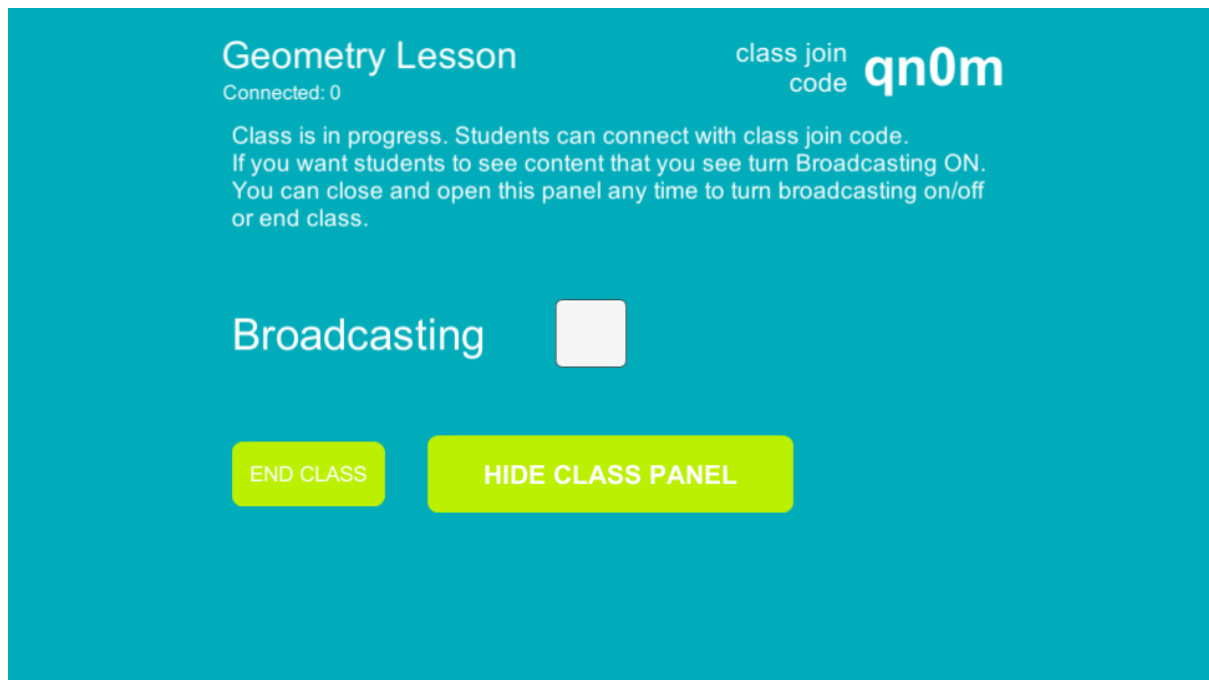 Geometry Lesson
Connected: 0
class join
code
qn0m
Class is in progress. Students can connect with class join code.
If you want students to see content that you see turn Broadcasting ON.
You can close and open this panel any time to turn broadcasting on/off
or end class.
Broadcasting
END CLASS
HIDE CLASS PANEL